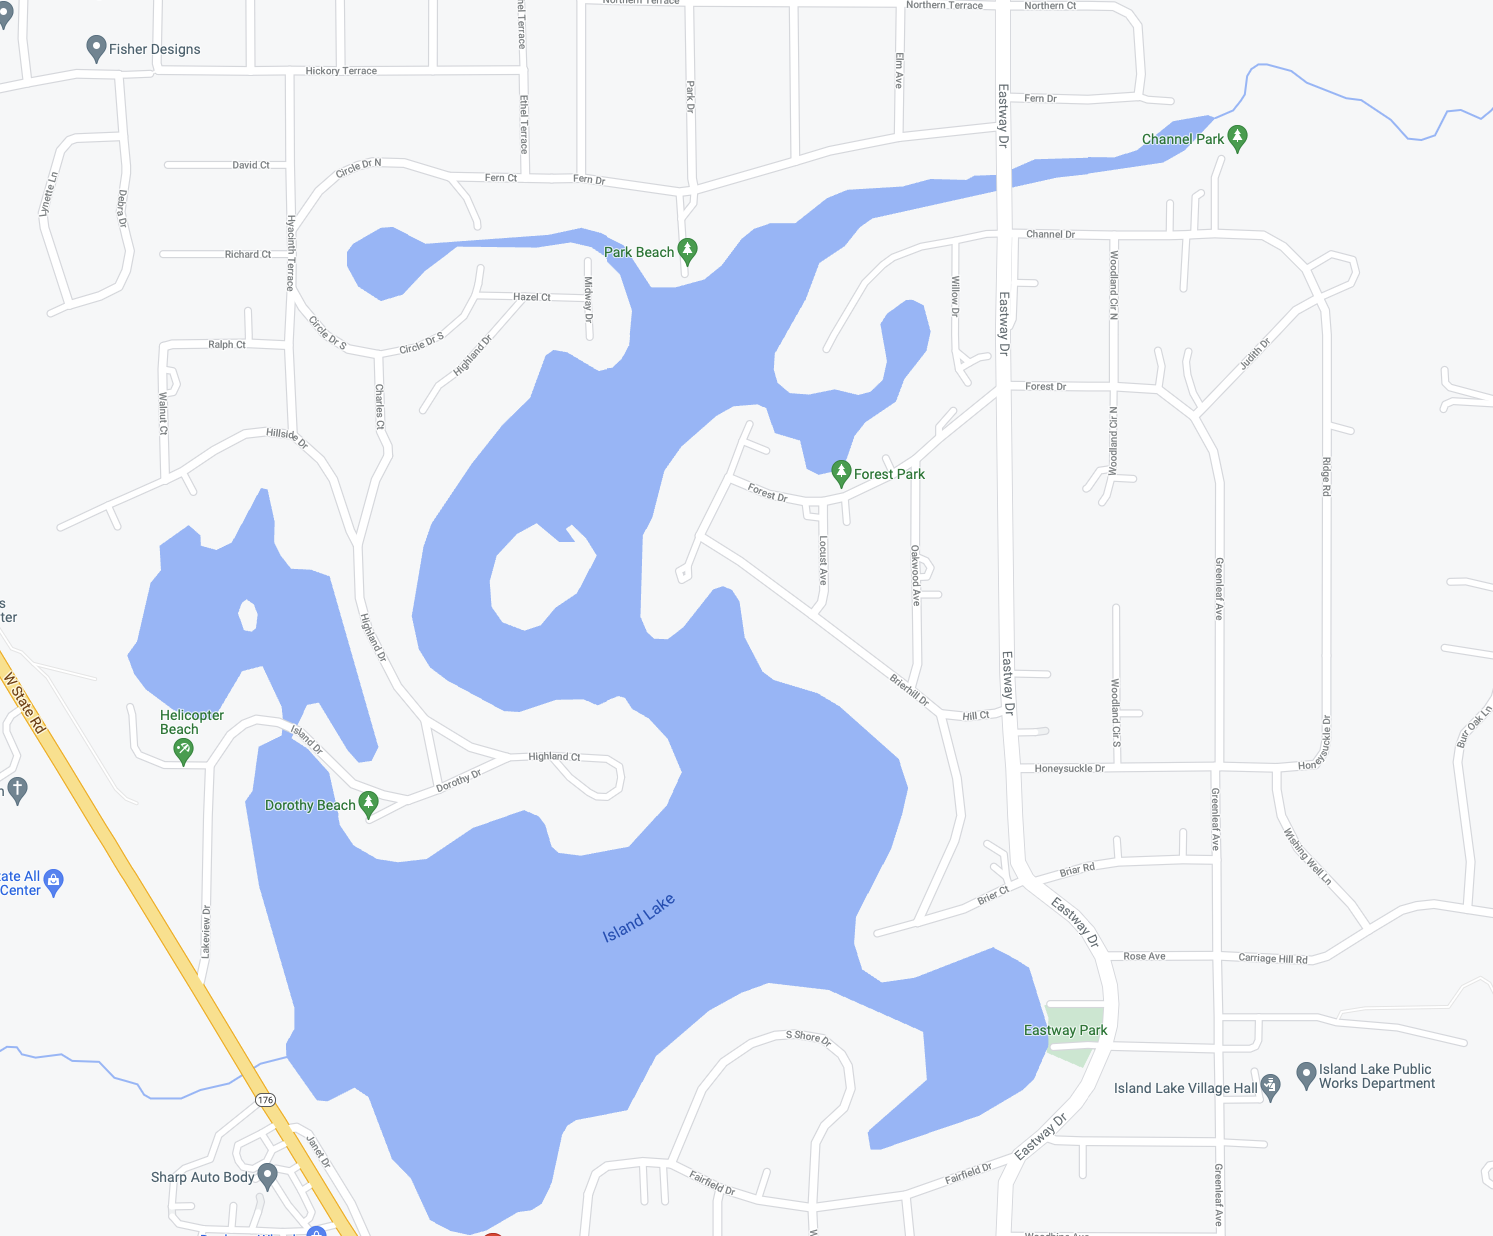 Northern Terrace
Northern Terrace
Northern Ct
Fisher Designs
Hickory Terrace
Ethel Terrace
Park Dr
Elm Ave
Eastway Dr
Fern Dr
Channel Park
David Ct
Circle Dr N
Fern Ct
Fern Dr
Lynette Ln
Debra Dr
Hyacinth Terrace
Richard Ct
Park Beach
Channel Dr
Hazel Ct
Midway Dr
Willow Dr
Woodland Cir N
Eastway Dr
Circle Dr S
Circle Dr S
Ralph Ct
Highland Dr
Judith Dr
Walnut Ct
Charles Ct
Forest Dr
Hillside Dr
Woodland Cir N
Ridge Rd
Forest Park
Forest Dr
Locust Ave
Oakwood Ave
Greenleaf Ave
Highland Dr
W State Rd
Brierhill Dr
Eastway Dr
Hill Ct
Woodland Cir S
Burr Oak Ln
Helicopter
Beach
Island Dr
Highland Ct
Dorothy Dr
Honeysuckle Dr
Honeysuckle Dr
Dorothy Beach
Greenleaf Ave
Wishing Well Ln
Briar Rd
Brier Ct
Center
Island Lake
Lakeview Dr
Eastway Dr
Rose Ave
Carriage Hill Rd
S Shore Dr
Eastway Park
Island Lake Village Hall
Island Lake Public
Works Department
176
Janet Dr
Sharp Auto Body
Eastway Dr
Fairfield Dr
Fairfield Dr
Greenleaf Ave